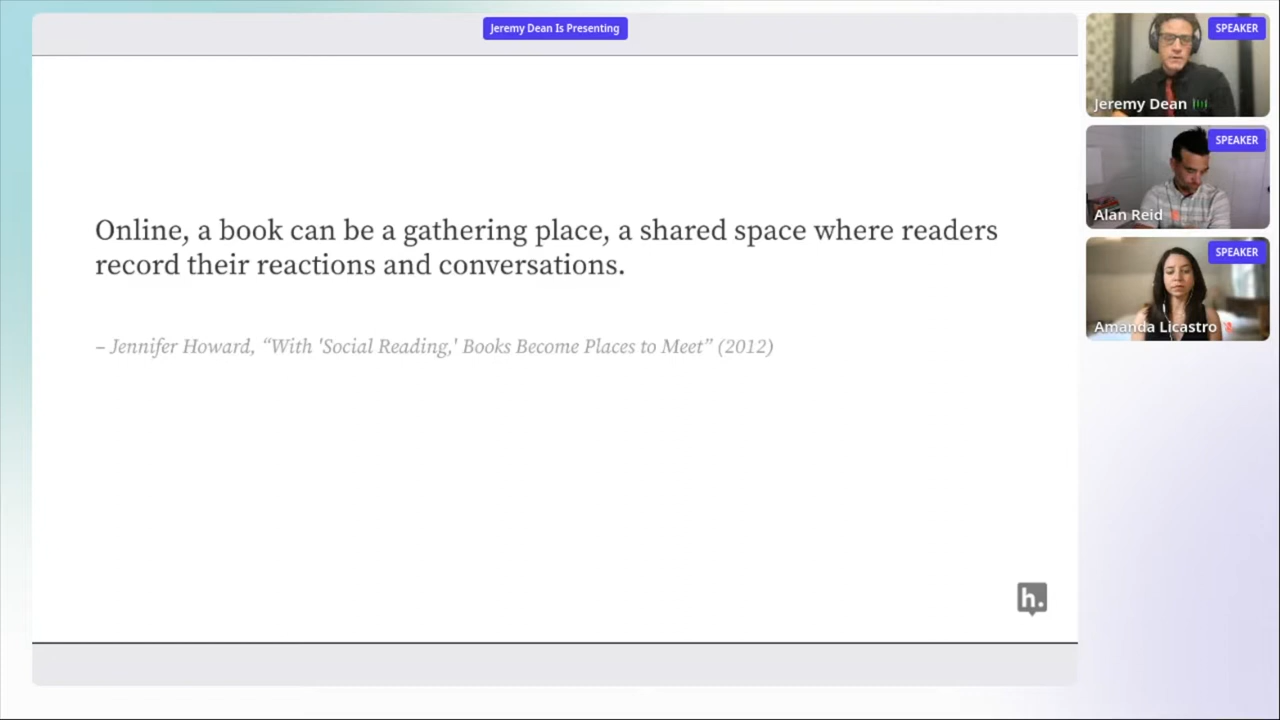 Jeremy Dean Is Presenting
Online, a book can be a gathering place, a shared space where readers
record their reactions and conversations.
– Jennifer Howard, “With 'Social Reading,' Books Become Places to Meet” (2012)
h.
SPEAKER
Jeremy Dean
SPEAKER
Alan Reid
SPEAKER
Amanda Licastro